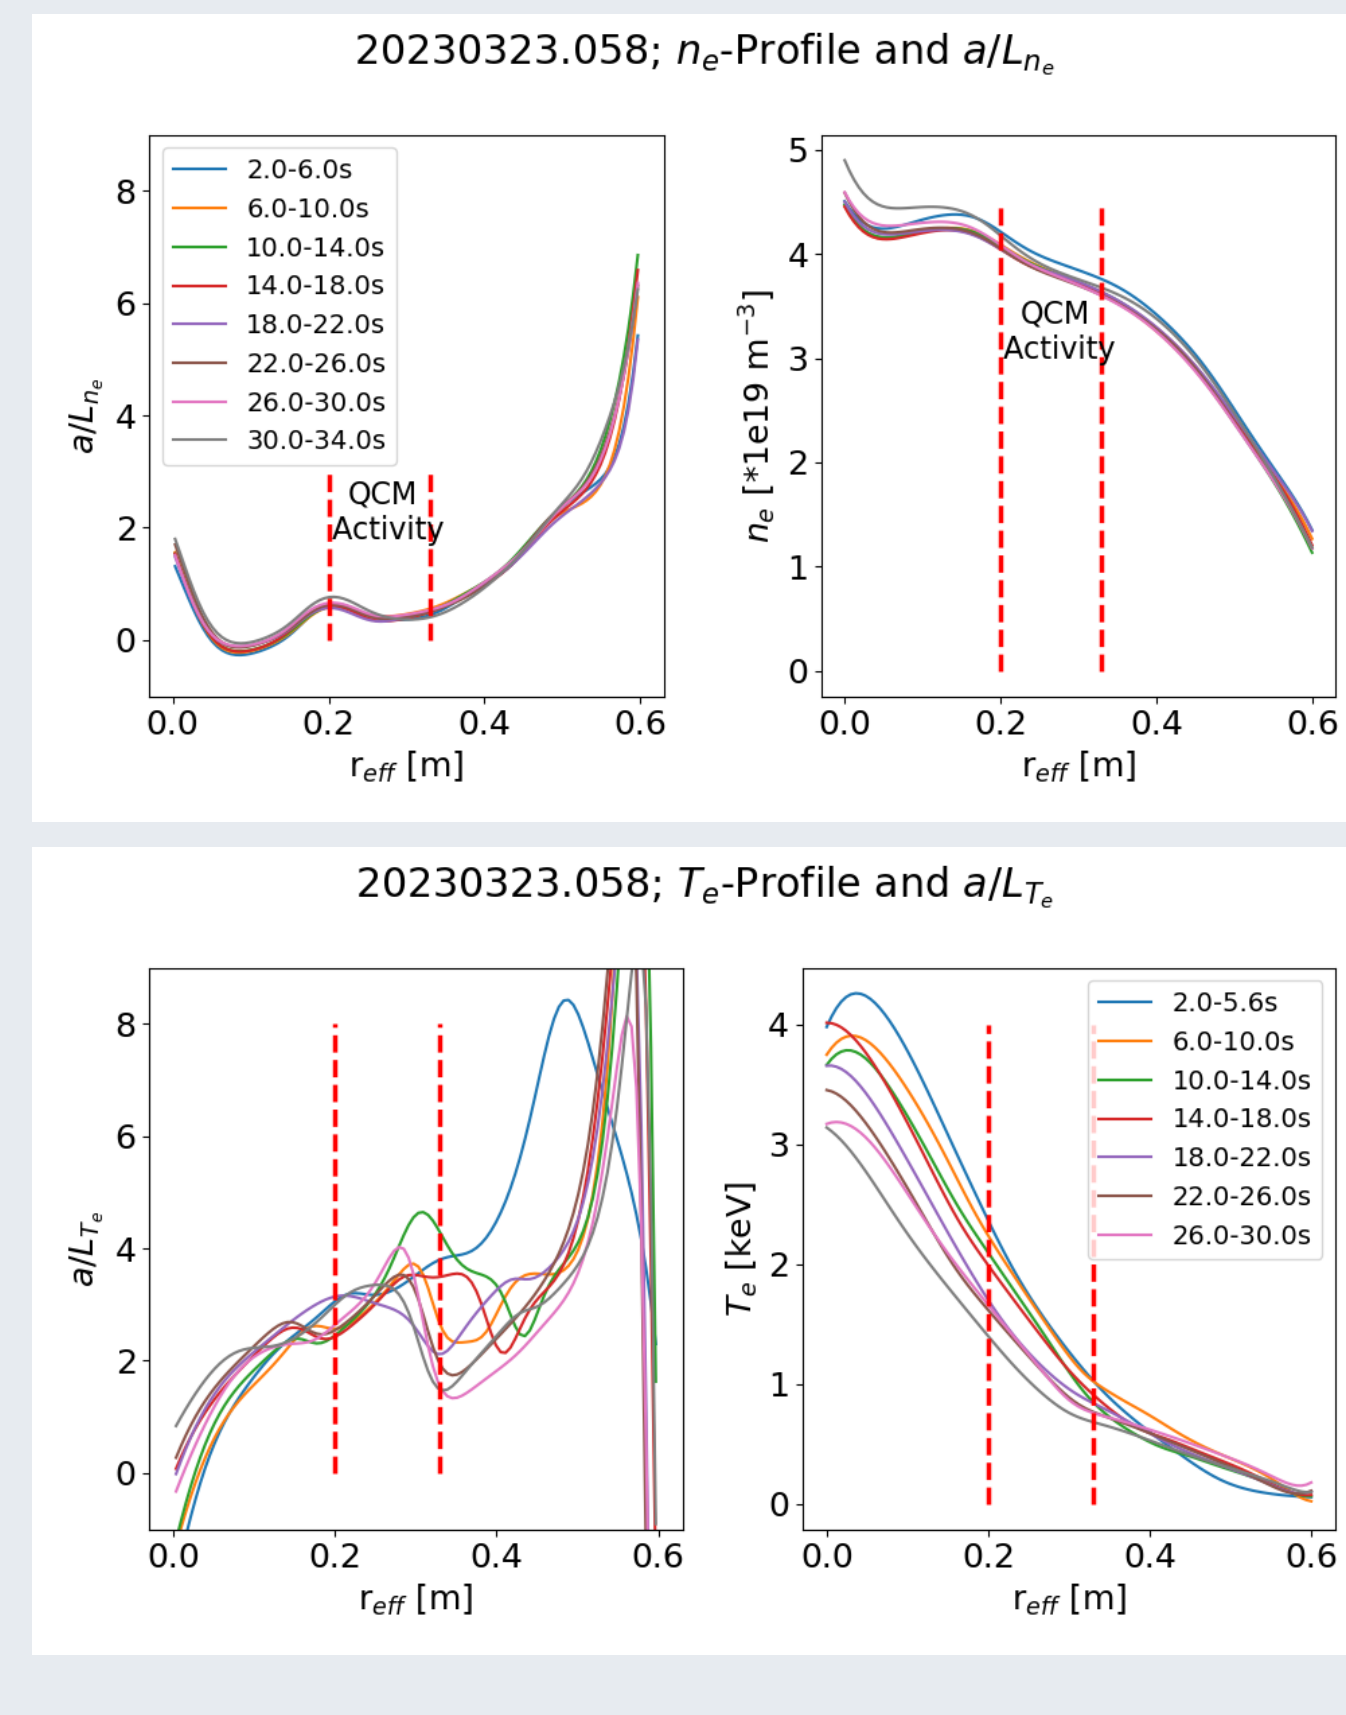 20230323.058; nₑ-Profile and a/Lₙₑ
2.0-6.0s
6.0-10.0s
10.0-14.0s
14.0-18.0s
18.0-22.0s
22.0-26.0s
26.0-30.0s
30.0-34.0s
QCM
Activity
a/Lₙₑ
8
6
4
2
0
0.0 0.2 0.4 0.6
r_eff [m]
QCM
Activity
nₑ [*1e19 m⁻³]
5
4
3
2
1
0
0.0 0.2 0.4 0.6
r_eff [m]
20230323.058; Tₑ-Profile and a/L_Tₑ
a/L_Tₑ
8
6
4
2
0
0.0 0.2 0.4 0.6
r_eff [m]
2.0-5.6s
6.0-10.0s
10.0-14.0s
14.0-18.0s
18.0-22.0s
22.0-26.0s
26.0-30.0s
Tₑ [keV]
4
3
2
1
0
0.0 0.2 0.4 0.6
r_eff [m]